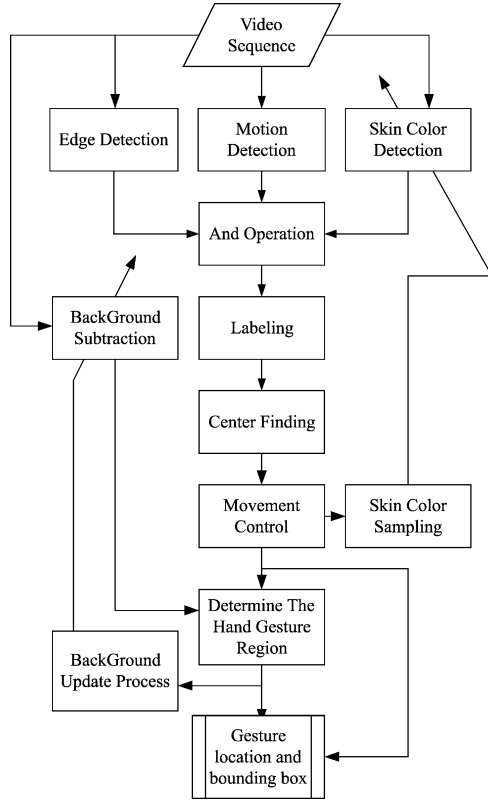 Video
Sequence
Edge Detection
Motion
Detection
Skin Color
Detection
And Operation
BackGround
Subtraction
Labeling
Center Finding
Movement
Control
Skin Color
Sampling
Determine The
Hand Gesture
Region
BackGround
Update Process
Gesture
location and
bounding box